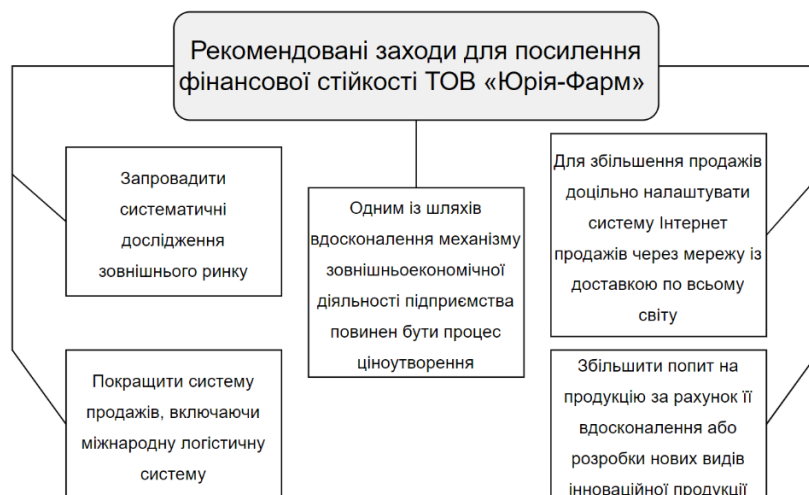 Рекомендовані заходи для посилення
фінансової стійкості ТОВ «Юрія-Фарм»
Запровадити
систематичні
дослідження
зовнішнього ринку
Одним із шляхів
вдосконалення механізму
зовнішньоекономічної
діяльності підприємства
повинен бути процес
ціноутворення
Для збільшення продажів
доцільно налаштувати
систему Інтернет
продажів через мережу із
доставкою по всьому
світу
Покращити систему
продажів, включаючи
міжнародну логістичну
систему
Збільшити попит на
продукцію за рахунок її
вдосконалення або
розробки нових видів
інноваційної продукції